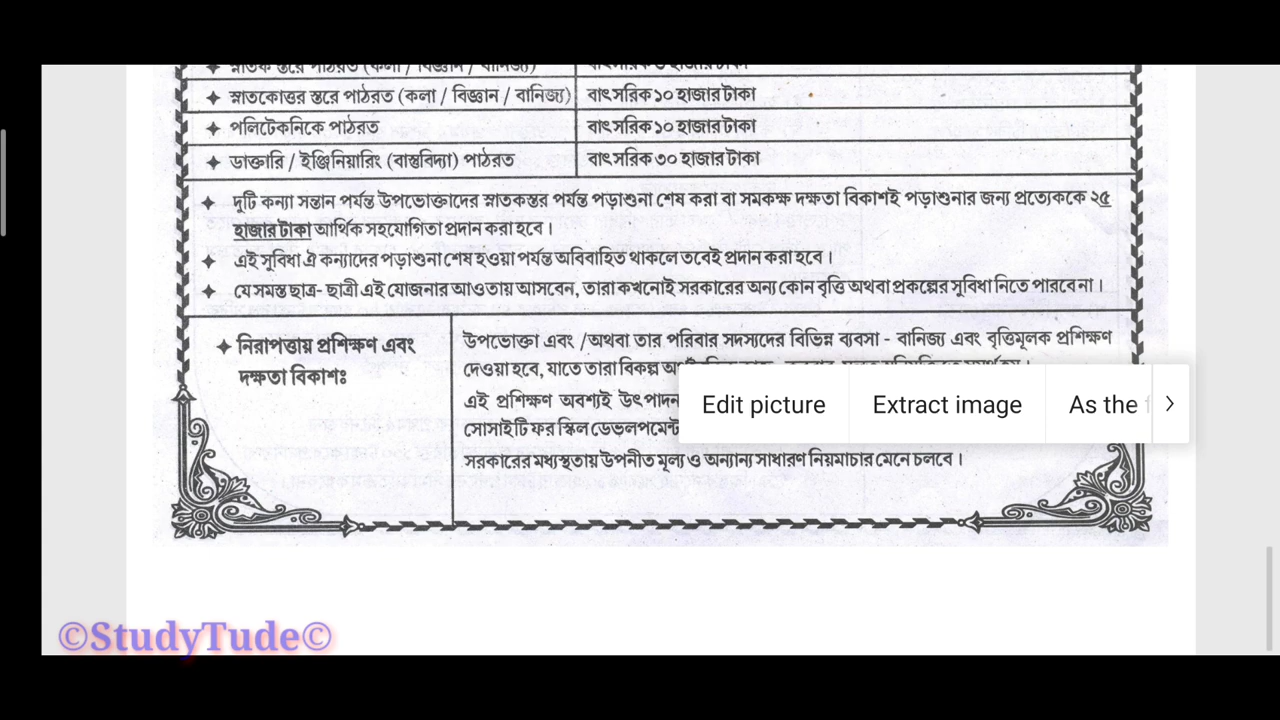 ✦ স্নাতক স্তরে পাঠরত (কলা / বিজ্ঞান / বানিজ্য)
✦ স্নাতকোত্তর স্তরে পাঠরত (কলা / বিজ্ঞান / বানিজ্য) বাৎসরিক ১০ হাজার টাকা
✦ পলিটেকনিকে পাঠরত বাৎসরিক ১০ হাজার টাকা
✦ ডাক্তারি / ইঞ্জিনিয়ারিং (বাস্তুবিদ্যা) পাঠরত বাৎসরিক ৩০ হাজার টাকা
✦ দুটি কন্যা সন্তান পর্যন্ত উপভোক্তাদের স্নাতকস্তর পর্যন্ত পড়াশুনা শেষ করা বা সমকক্ষ দক্ষতা বিকাশই পড়াশুনার জন্য প্রত্যেককে ২৫
হাজার টাকা আর্থিক সহযোগিতা প্রদান করা হবে।
✦ এই সুবিধা ঐ কন্যাদের পড়াশুনা শেষ হওয়া পর্যন্ত অবিবাহিত থাকলে তবেই প্রদান করা হবে।
✦ যে সমস্ত ছাত্র- ছাত্রী এই যোজনার আওতায় আসবেন, তারা কখনোই সরকারের অন্য কোন বৃত্তি অথবা প্রকল্পের সুবিধা নিতে পারবে না।
✦ নিরাপত্তায় প্রশিক্ষণ এবং
দক্ষতা বিকাশঃ
উপভোক্তা এবং /অথবা তার পরিবার সদস্যদের বিভিন্ন ব্যবসা - বানিজ্য এবং বৃত্তিমূলক প্রশিক্ষণ
দেওয়া হবে, যাতে তারা বিকল্প
এই প্রশিক্ষণ অবশ্যই উৎপাদন
সোসাইটি ফর স্কিল ডেভলপমেন্ট
সরকারের মধ্যস্থতায় উপনীত মূল্য ও অন্যান্য সাধারণ নিয়মাচার মেনে চলবে।
Edit picture Extract image As the
©StudyTude©